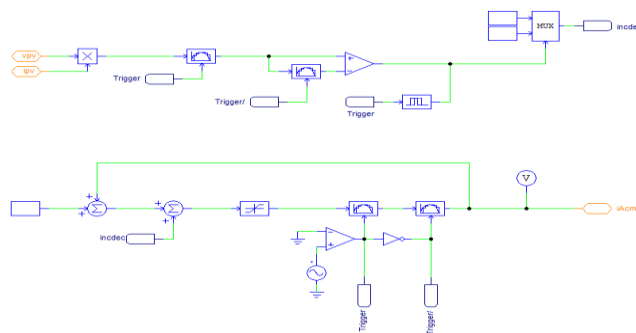 vpv
ipv
Trigger
Trigger/
Trigger
MUX
incde
incdec
Trigger
Trigger/
V
iAcm